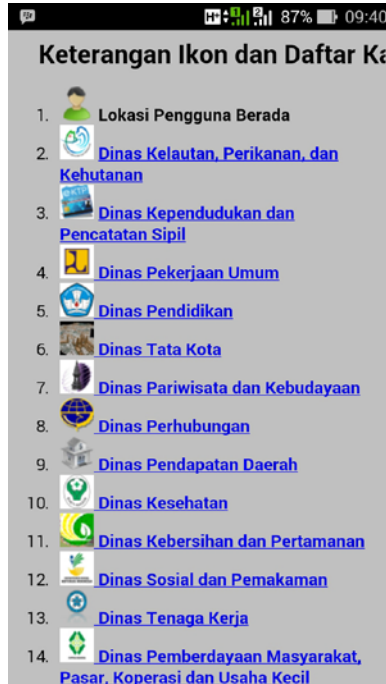 H+ 1 2 87% 09:40
Keterangan Ikon dan Daftar Ka
1. Lokasi Pengguna Berada
2. Dinas Kelautan, Perikanan, dan
Kehutanan
3. Dinas Kependudukan dan
Pencatatan Sipil
4. Dinas Pekerjaan Umum
5. Dinas Pendidikan
6. Dinas Tata Kota
7. Dinas Pariwisata dan Kebudayaan
8. Dinas Perhubungan
9. Dinas Pendapatan Daerah
10. Dinas Kesehatan
11. Dinas Kebersihan dan Pertamanan
12. Dinas Sosial dan Pemakaman
13. Dinas Tenaga Kerja
14. Dinas Pemberdayaan Masyarakat,
Pasar, Koperasi dan Usaha Kecil